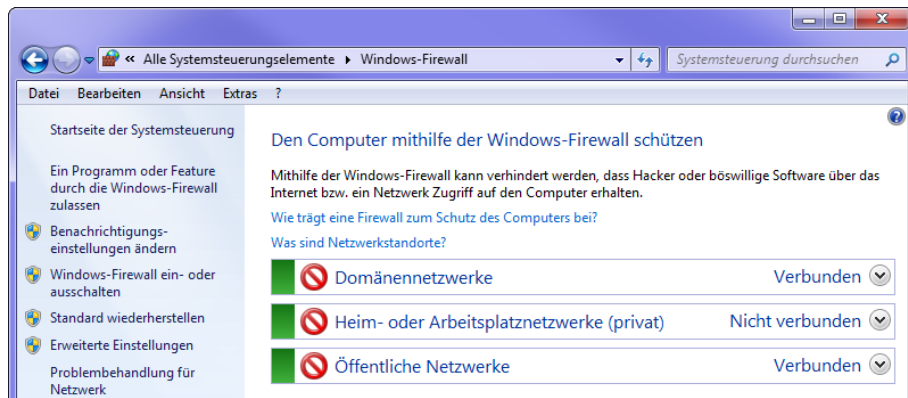 « Alle Systemsteuerungselemente ▸ Windows-Firewall
Systemsteuerung durchsuchen
Datei Bearbeiten Ansicht Extras ?
Startseite der Systemsteuerung
Ein Programm oder Feature
durch die Windows-Firewall
zulassen
Benachrichtigungs-
einstellungen ändern
Windows-Firewall ein- oder
ausschalten
Standard wiederherstellen
Erweiterte Einstellungen
Problembehandlung für
Netzwerk
Den Computer mithilfe der Windows-Firewall schützen
Mithilfe der Windows-Firewall kann verhindert werden, dass Hacker oder böswillige Software über das
Internet bzw. ein Netzwerk Zugriff auf den Computer erhalten.
Wie trägt eine Firewall zum Schutz des Computers bei?
Was sind Netzwerkstandorte?
Domänennetzwerke Verbunden
Heim- oder Arbeitsplatznetzwerke (privat) Nicht verbunden
Öffentliche Netzwerke Verbunden